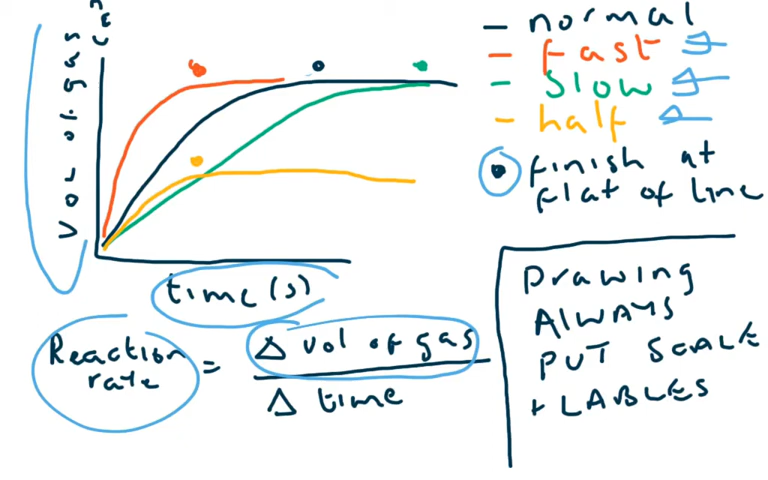 Vol of gas
normal
fast
slow
half
finish at
flat of line
time (s)
Reaction
rate
=
Δ vol of gas
Δ time
Drawing
ALWAYS
PUT SCALE
+ LABLES